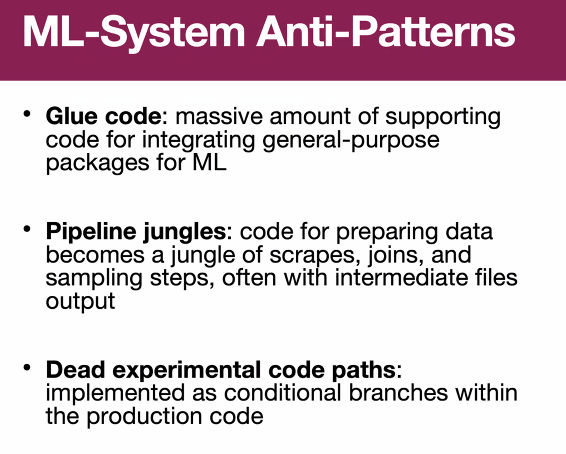 ML-System Anti-Patterns
• Glue code: massive amount of supporting
code for integrating general-purpose
packages for ML
• Pipeline jungles: code for preparing data
becomes a jungle of scrapes, joins, and
sampling steps, often with intermediate files
output
• Dead experimental code paths:
implemented as conditional branches within
the production code